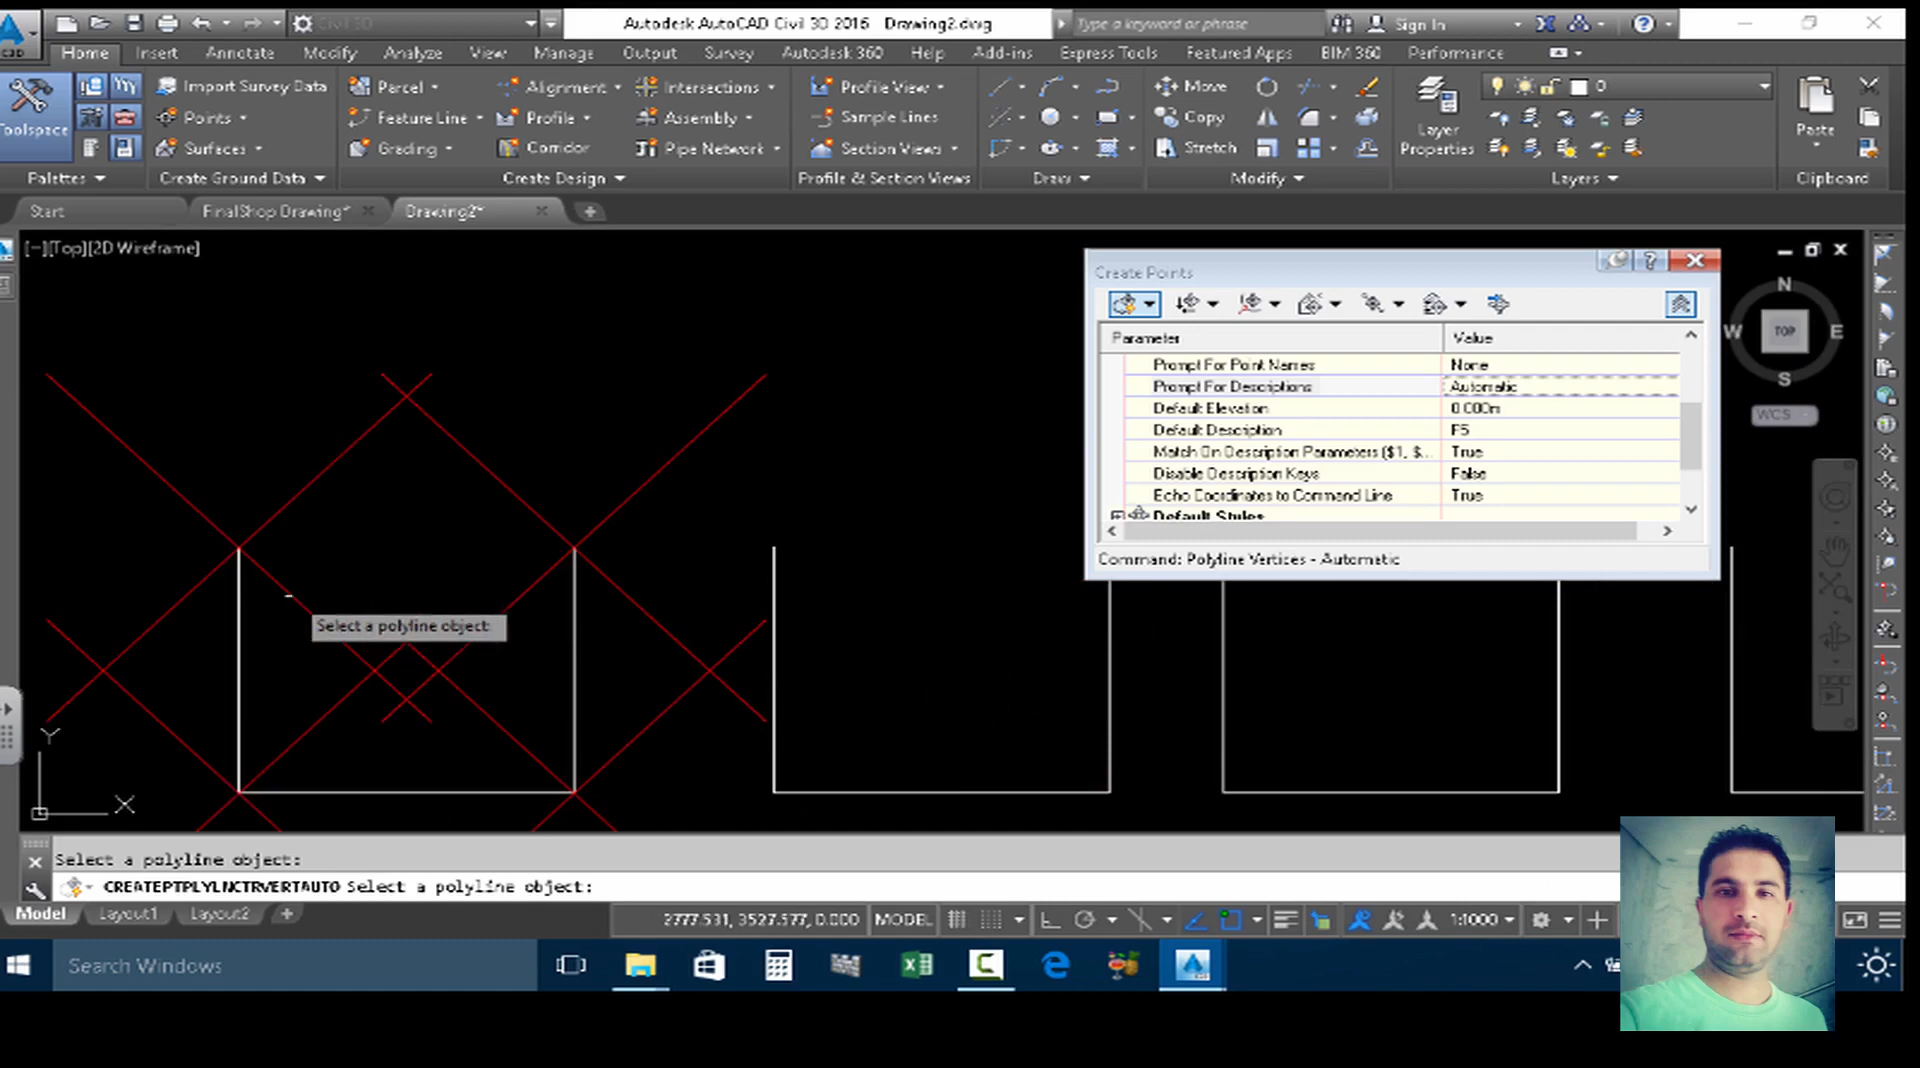 Civil 3D
Autodesk AutoCAD Civil 3D 2016 Drawing2.dwg
Type a keyword or phrase
Sign In
Home Insert Annotate Modify Analyze View Manage Output Survey Autodesk 360 Help Add-ins Express Tools Featured Apps BIM 360 Performance
Toolspace
Import Survey Data
Points
Surfaces
Parcel
Feature Line
Grading
Alignment
Profile
Corridor
Intersections
Assembly
Pipe Network
Profile View
Sample Lines
Section Views
Move
Copy
Stretch
Layer
Properties
0
Paste
Palettes Create Ground Data Create Design Profile & Section Views Draw Modify Layers Clipboard
Start FinalShop Drawing* Drawing2*
[-][Top][2D Wireframe]
Create Points
Parameter Value
Prompt For Point Names None
Prompt For Descriptions Automatic
Default Elevation 0.000m
Default Description F5
Match On Description Parameters ($1, $... True
Disable Description Keys False
Echo Coordinates to Command Line True
Default Styles
Command: Polyline Vertices - Automatic
N
W TOP E
S
WCS
Select a polyline object:
Y
X
Select a polyline object:
CREATEPTPLYLNCTRVERTAUTO Select a polyline object:
Model Layout1 Layout2
2777.531, 3527.577, 0.000 MODEL 1:1000
Search Windows